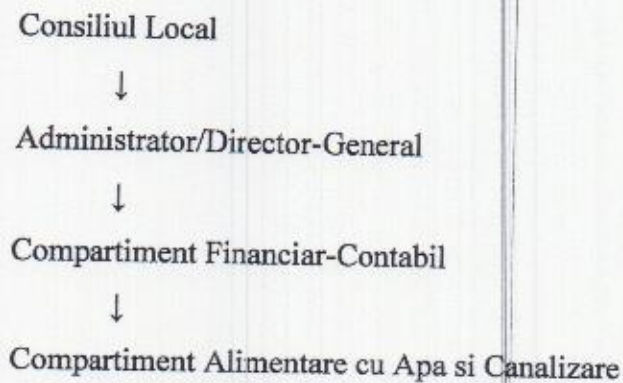 Consiliul Local
↓
Administrator/Director-General
↓
Compartiment Financiar-Contabil
↓
Compartiment Alimentare cu Apa si Canalizare